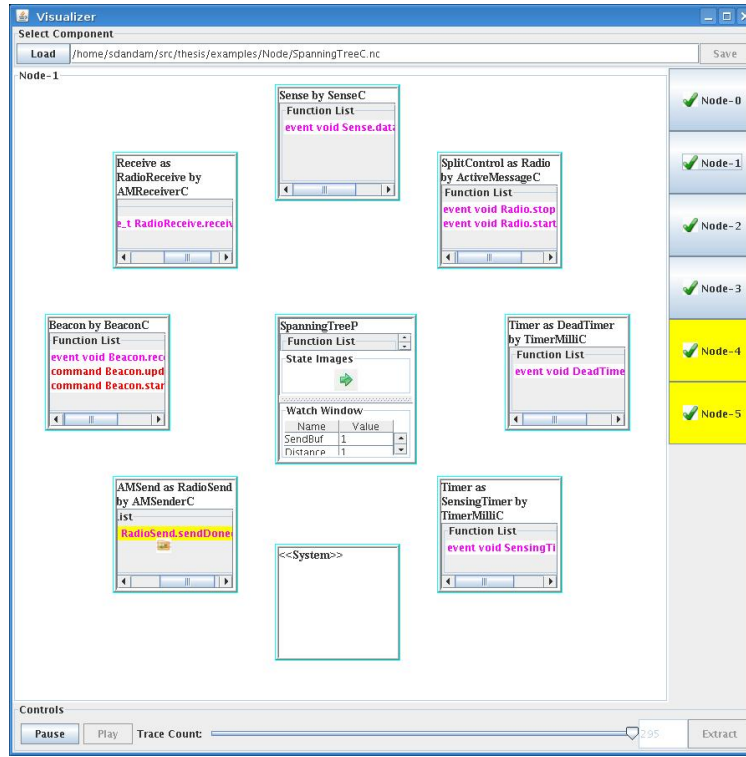 Visualizer
Select Component
Load /home/sdandam/src/thesis/examples/Node/SpanningTreeC.nc Save
Node-1
Sense by SenseC
Function List
event void Sense.data
Receive as
RadioReceive by
AMReceiverC
e_t RadioReceive.receiv
SplitControl as Radio
by ActiveMessageC
Function List
event void Radio.stop
event void Radio.start
Beacon by BeaconC
Function List
event void Beacon.rec
command Beacon.upd
command Beacon.star
SpanningTreeP
Function List
State Images
Watch Window
Name Value
SendBuf 1
Distance 1
Timer as DeadTimer
by TimerMilliC
Function List
event void DeadTime
AMSend as RadioSend
by AMSenderC
ist
RadioSend.sendDone(
<<System>>
Timer as
SensingTimer by
TimerMilliC
Function List
event void SensingTi
Node-0
Node-1
Node-2
Node-3
Node-4
Node-5
Controls
Pause Play Trace Count: 295 Extract